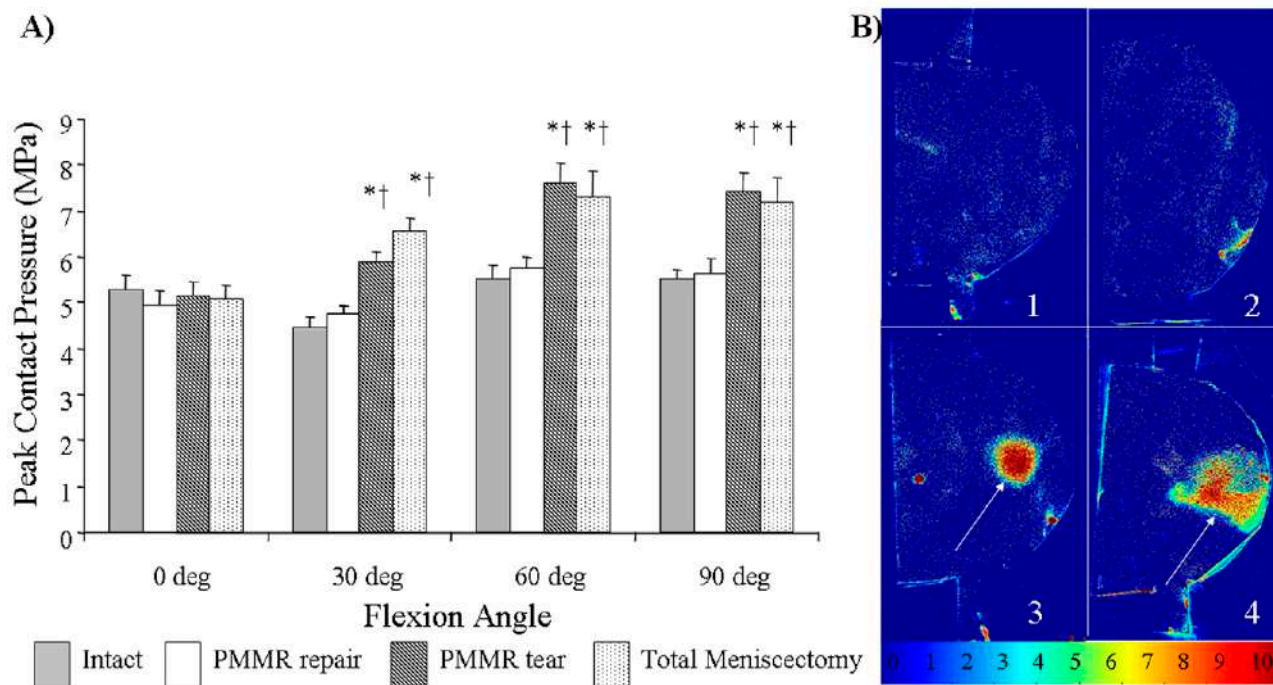 A)
Peak Contact Pressure (MPa)
9
8
7
6
5
4
3
2
1
0
*† *† *† *† *† *†
0 deg 30 deg 60 deg 90 deg
Flexion Angle
Intact PMMR repair PMMR tear Total Meniscectomy
B)
1 2
3 4
0 1 2 3 4 5 6 7 8 9 10